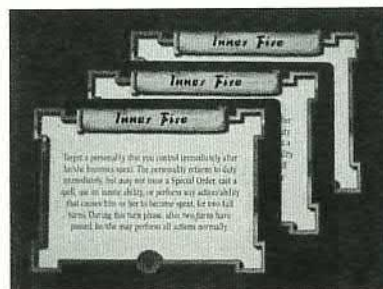 Inner Fire
Inner Fire
Inner Fire
Target a personality that you control immediately after
he/she becomes spent. The personality returns to duty
immediately, but may not issue a Special Order, cast a
spell, use an innate ability, or perform any action/ability
that causes him or her to become spent, for two full
turns. During this turn phase, after two turns have
passed, he/she may perform all actions normally.